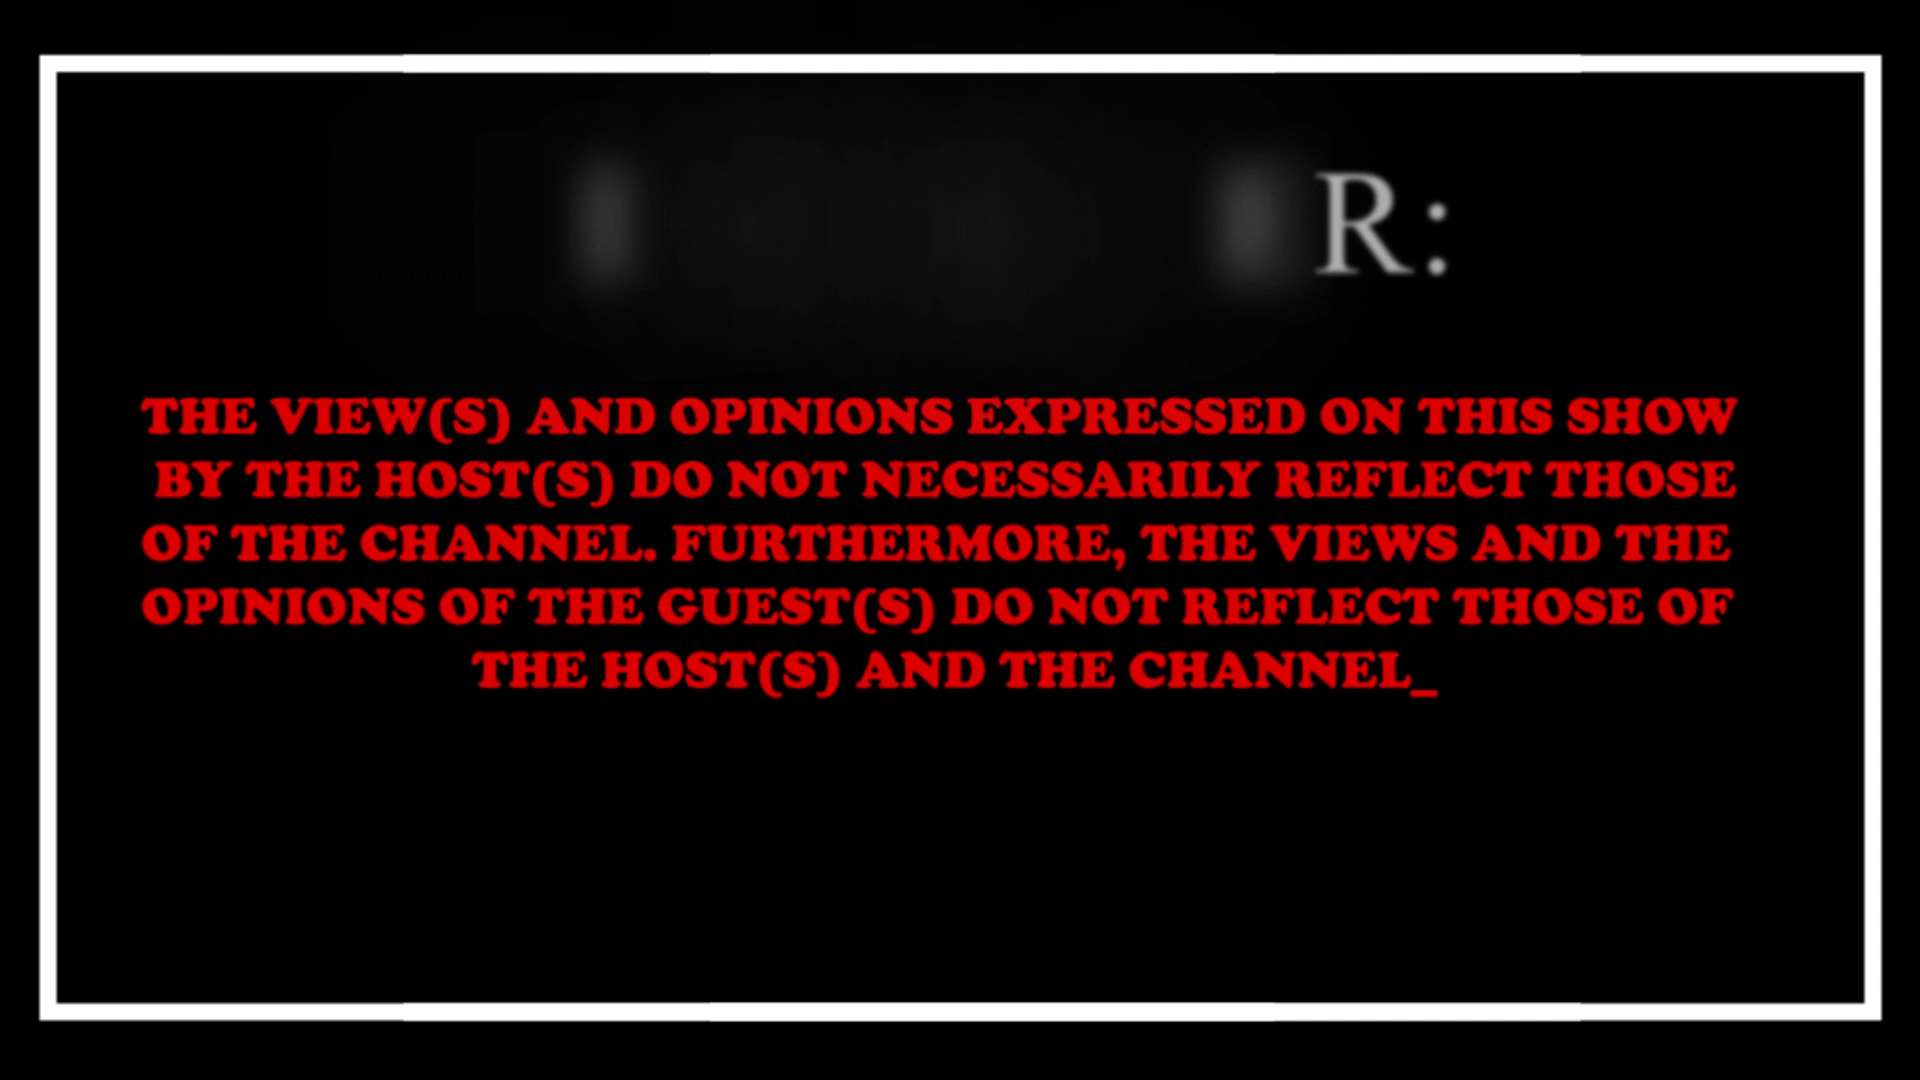 R:
THE VIEW(S) AND OPINIONS EXPRESSED ON THIS SHOW
BY THE HOST(S) DO NOT NECESSARILY REFLECT THOSE
OF THE CHANNEL. FURTHERMORE, THE VIEWS AND THE
OPINIONS OF THE GUEST(S) DO NOT REFLECT THOSE OF
THE HOST(S) AND THE CHANNEL_